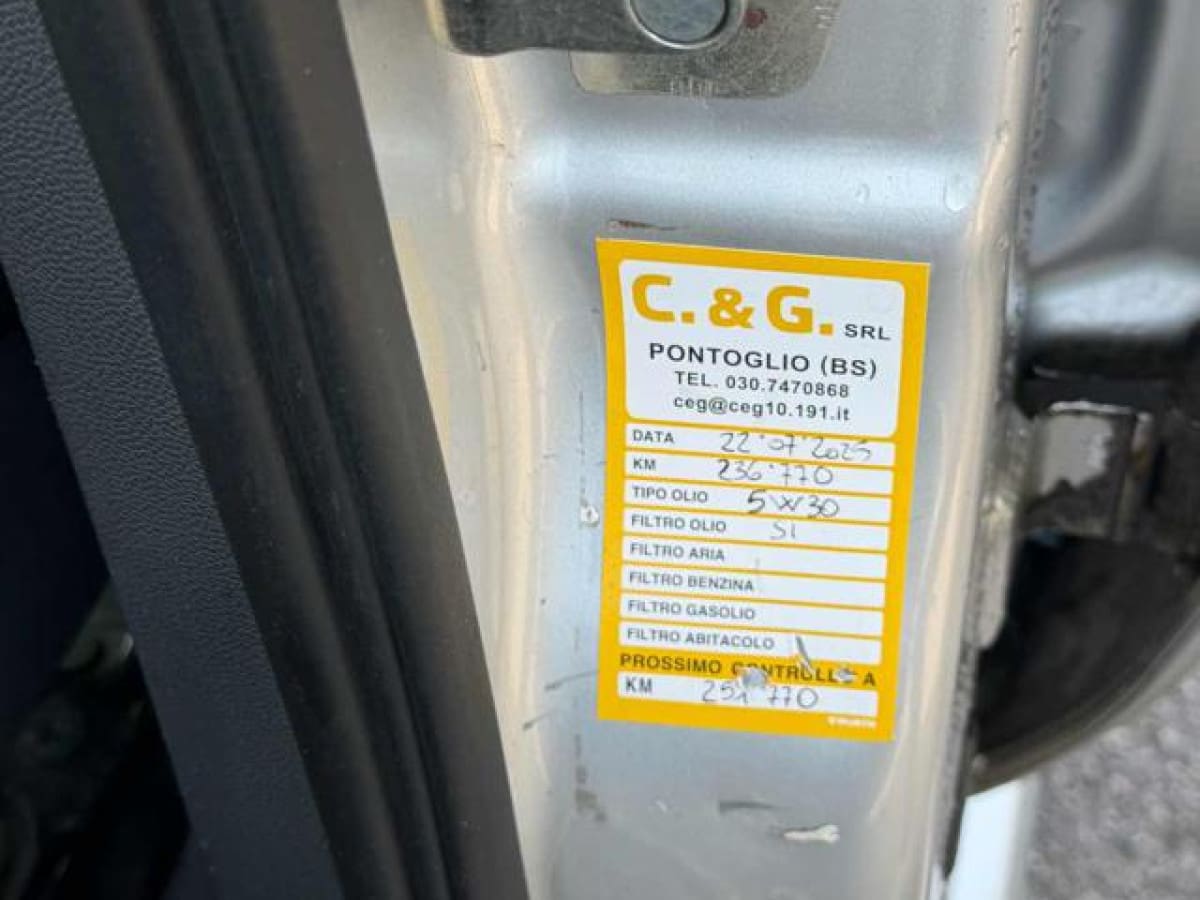 C. & G. SRL
PONTOGLIO (BS)
TEL. 030.7470868
ceg@ceg10.191.it
DATA 22.07.2025
KM 236.770
TIPO OLIO 5W30
FILTRO OLIO SI
FILTRO ARIA
FILTRO BENZINA
FILTRO GASOLIO
FILTRO ABITACOLO
PROSSIMO CONTROLLO A
KM 251.770